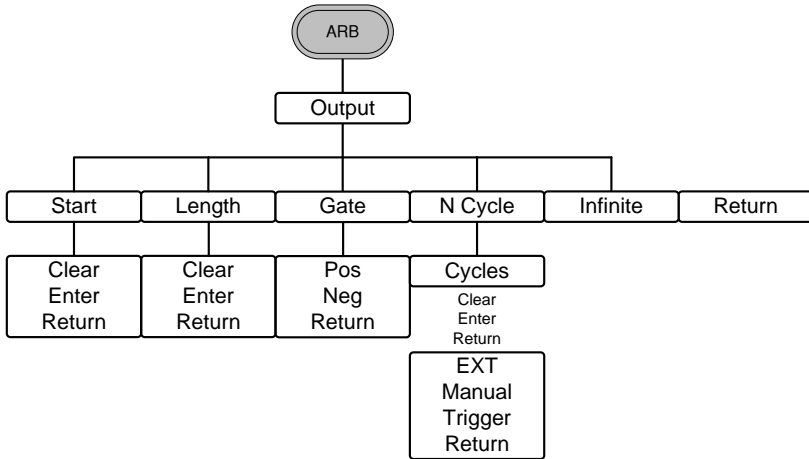 ARB
Output
Start
Length
Gate
N Cycle
Infinite
Return
Clear
Enter
Return
Clear
Enter
Return
Pos
Neg
Return
Cycles
Clear
Enter
Return
EXT
Manual
Trigger
Return